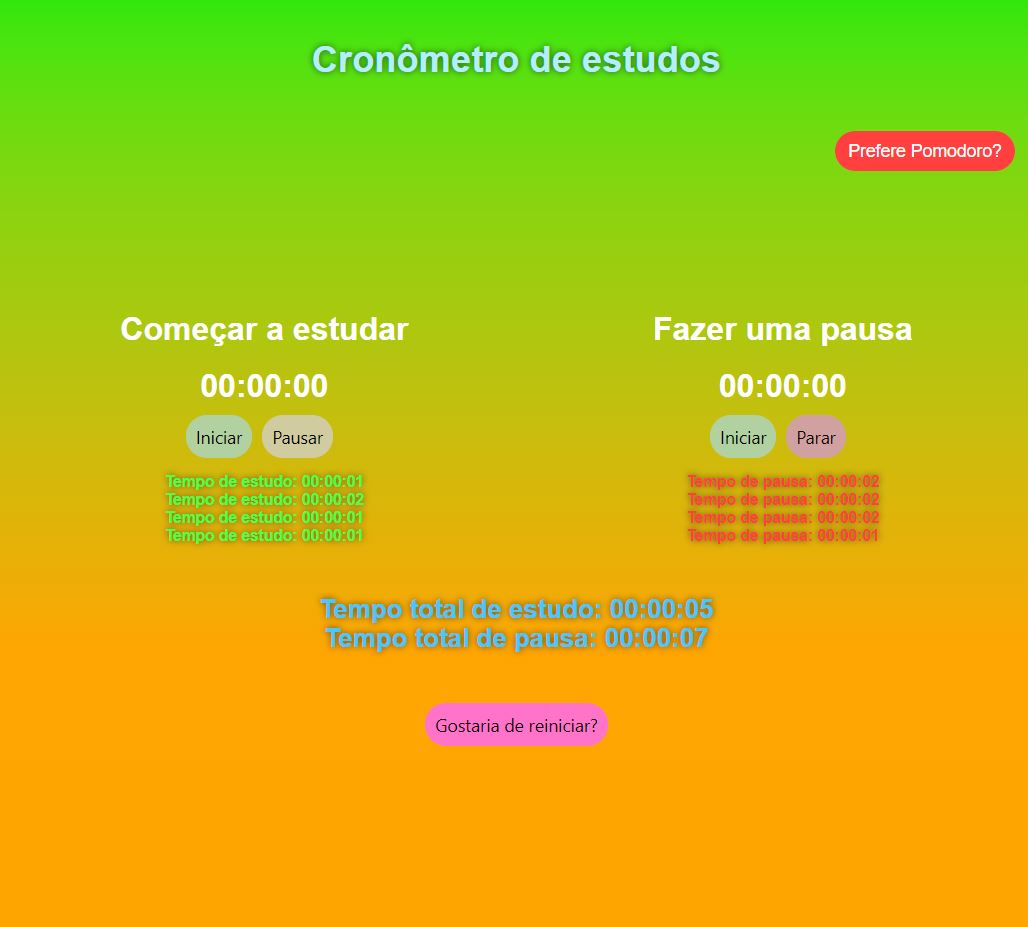 Cronômetro de estudos
Prefere Pomodoro?
Começar a estudar
00:00:00
Iniciar
Pausar
Tempo de estudo: 00:00:01
Tempo de estudo: 00:00:02
Tempo de estudo: 00:00:01
Tempo de estudo: 00:00:01
Fazer uma pausa
00:00:00
Iniciar
Parar
Tempo de pausa: 00:00:02
Tempo de pausa: 00:00:02
Tempo de pausa: 00:00:02
Tempo de pausa: 00:00:01
Tempo total de estudo: 00:00:05
Tempo total de pausa: 00:00:07
Gostaria de reiniciar?